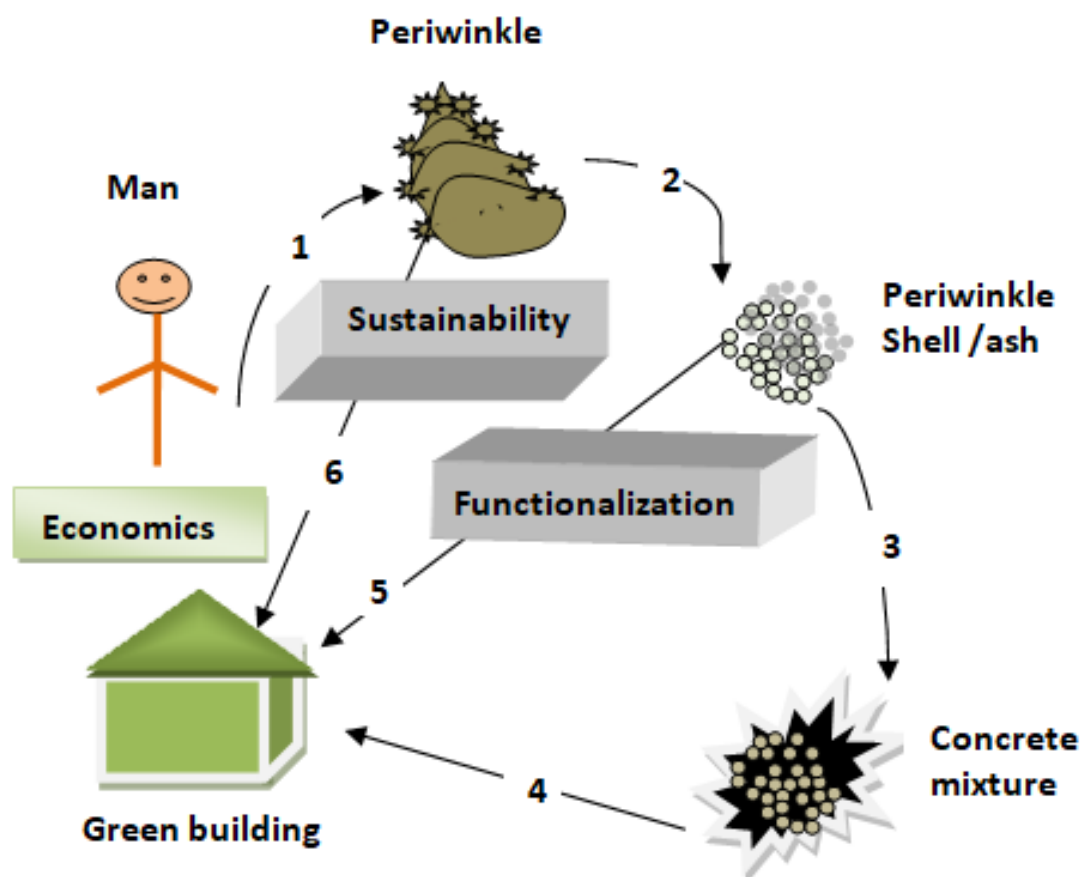 Periwinkle
Man
1
2
Sustainability
Periwinkle
Shell /ash
6
Functionalization
Economics
3
5
Concrete
mixture
4
Green building